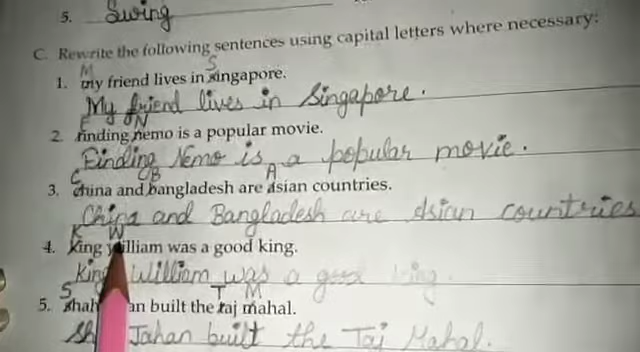 5. Swing
C. Rewrite the following sentences using capital letters where necessary:
M S
1. my friend lives in singapore.
My friend lives in Singapore.
F N
2. finding nemo is a popular movie.
Finding Nemo is a popular movie.
C B A
3. china and bangladesh are asian countries.
China and Bangladesh are Asian countries
K W
4. king william was a good king.
King William was a good king.
S T M
5. shah an built the taj mahal.
Sh Jahan built the Taj Mahal.